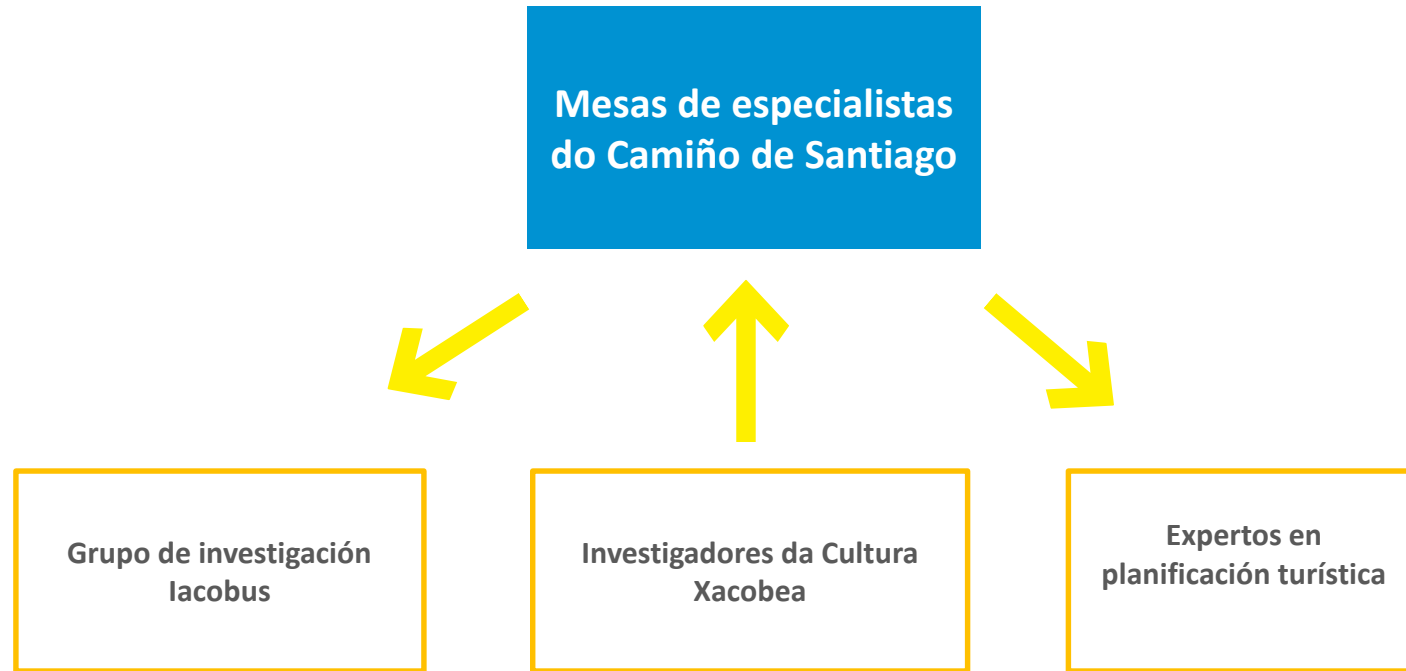 Mesas de especialistas
do Camiño de Santiago
Grupo de investigación
Iacobus
Investigadores da Cultura
Xacobea
Expertos en
planificación turística